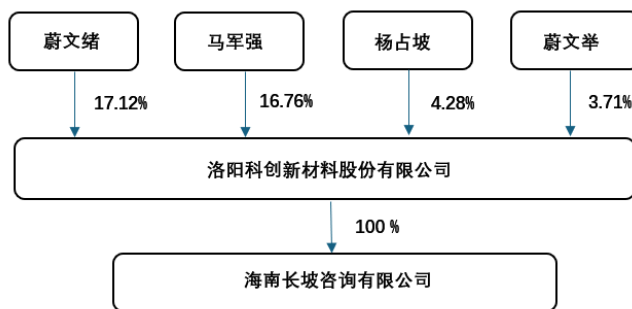 蔚文绪
马军强
杨占坡
蔚文举
17.12%
16.76%
4.28%
3.71%
洛阳科创新材料股份有限公司
100 %
海南长坡咨询有限公司